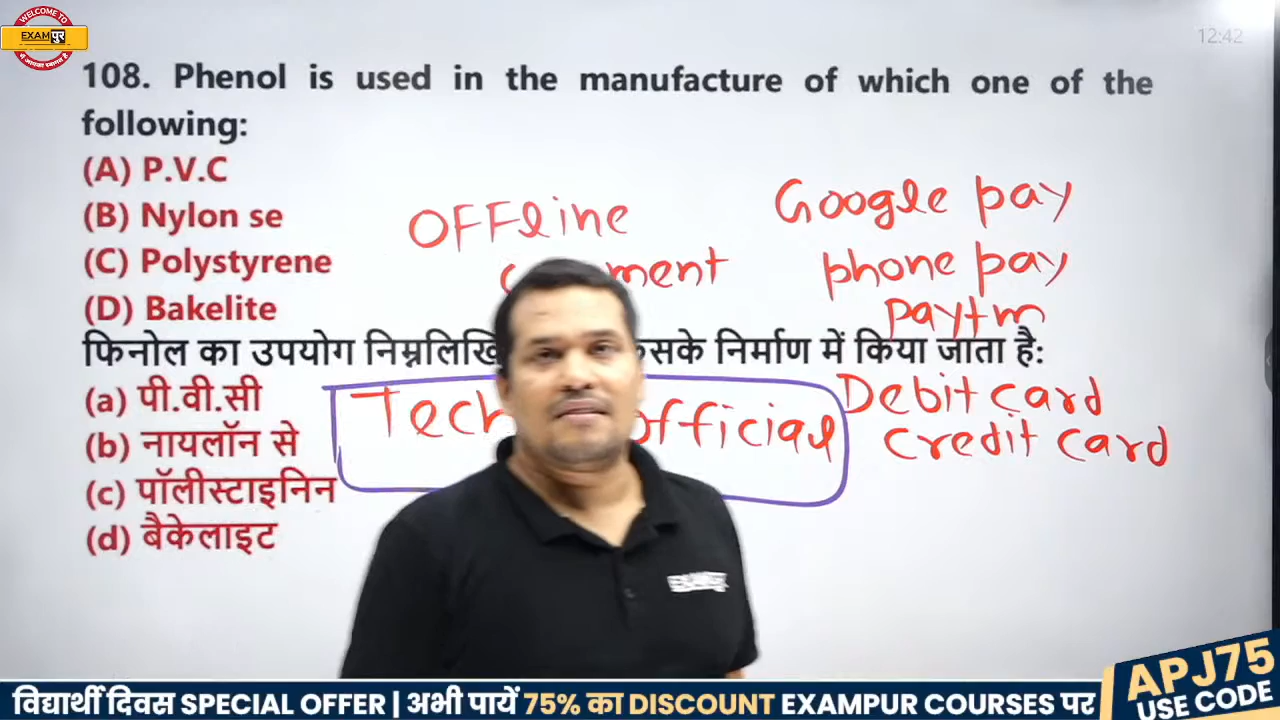 WELCOME TO
EXAMपुर
12:42
108. Phenol is used in the manufacture of which one of the
following:
(A) P.V.C
(B) Nylon se
(C) Polystyrene
(D) Bakelite
OFFline
ment
Google pay
phone pay
paytm
Debit card
credit card
फिनोल का उपयोग निम्नलिखि सके निर्माण में किया जाता है:
(a) पी.वी.सी
(b) नायलॉन से
(c) पॉलीस्टाइनिन
(d) बैकेलाइट
Tech official
विद्यार्थी दिवस SPECIAL OFFER | अभी पायें 75% का DISCOUNT EXAMPUR COURSES पर
APJ75
USE CODE